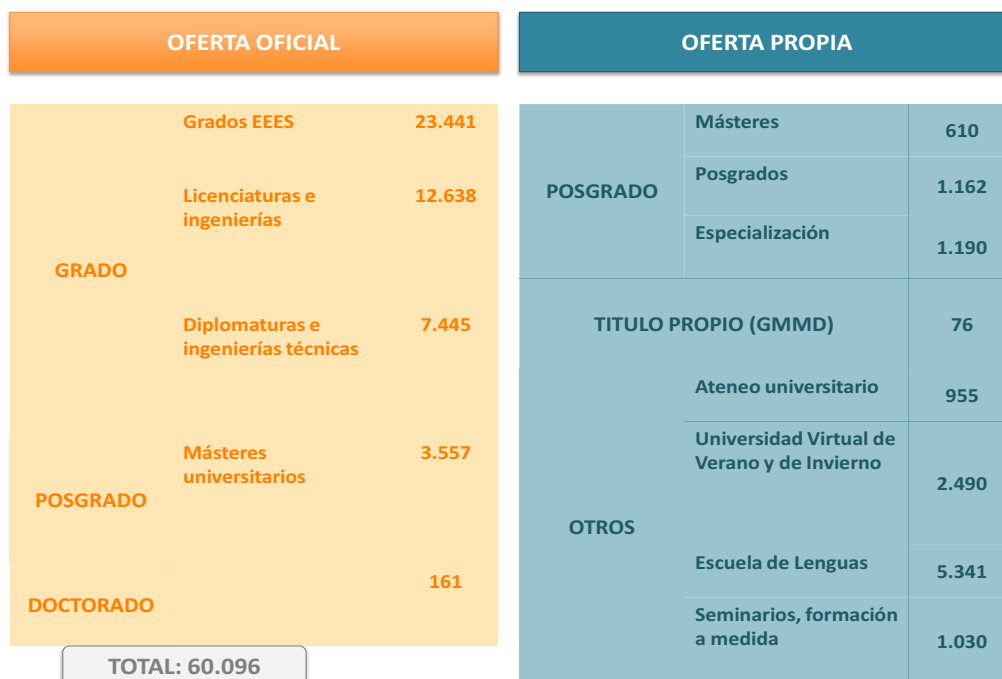 OFERTA OFICIAL
GRADO
Grados EEES 23.441
Licenciaturas e
ingenierías
12.638
Diplomaturas e
ingenierías técnicas
7.445
POSGRADO
Másteres
universitarios
3.557
DOCTORADO
161
TOTAL: 60.096
OFERTA PROPIA
POSGRADO
Másteres 610
Posgrados 1.162
Especialización 1.190
TITULO PROPIO (GMMD) 76
OTROS
Ateneo universitario 955
Universidad Virtual de
Verano y de Invierno
2.490
Escuela de Lenguas 5.341
Seminarios, formación
a medida
1.030